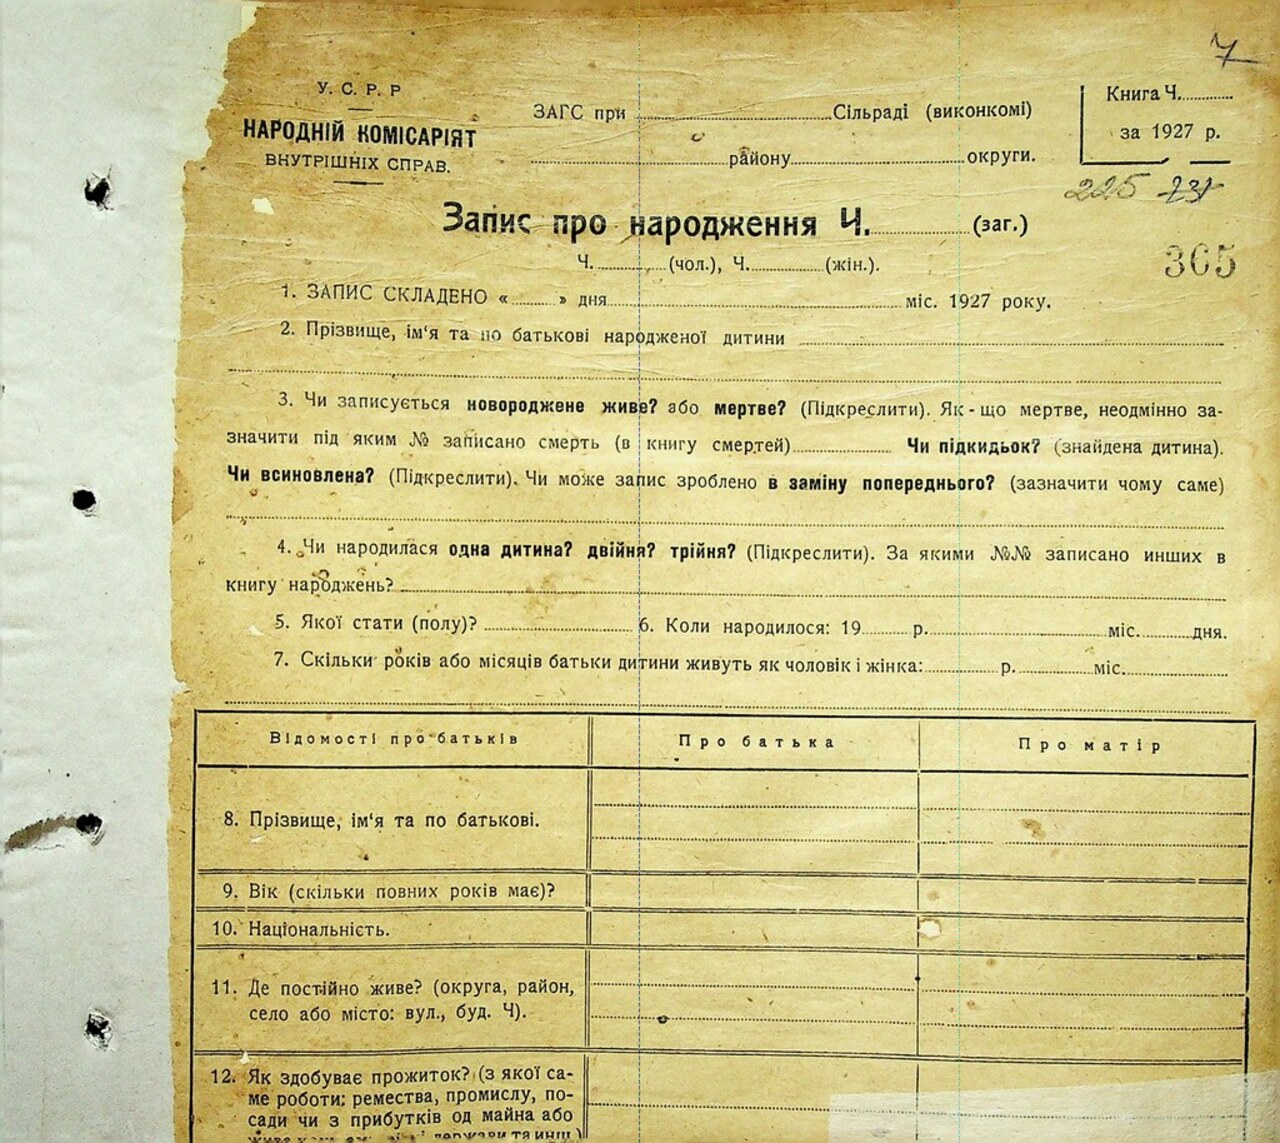 7
У. С. Р. Р
НАРОДНІЙ КОМІСАРІЯТ
ВНУТРІШНІХ СПРАВ.
ЗАГС при ........ Сільраді (виконкомі)
........ району ........ округи.
Книга Ч. ........
за 1927 р.
225 731
Запис про народження Ч. ........ (заг.)
365
Ч. ........ (чол.), Ч. ........ (жін.).
1. ЗАПИС СКЛАДЕНО « ........ » дня ........ міс. 1927 року.
2. Прізвище, ім‘я та по батькові народженої дитини ........
3. Чи записується новороджене живе? або мертве? (Підкреслити). Як-що мертве, неодмінно за-
значити під яким № записано смерть (в книгу смертей) ........ Чи підкидьок? (знайдена дитина).
Чи всиновлена? (Підкреслити). Чи може запис зроблено в заміну попереднього? (зазначити чому саме)
4. Чи народилася одна дитина? двійня? трійня? (Підкреслити). За якими №№ записано инших в
книгу народжень? ........
5. Якої стати (полу)? ........ 6. Коли народилося: 19 ........ р. ........ міс. ........ дня.
7. Скільки років або місяців батьки дитини живуть як чоловік і жінка: ........ р. ........ міс. ........
Відомості про батьків
Про батька
Про матір
8. Прізвище, ім‘я та по батькові.
9. Вік (скільки повних років має)?
10. Національність.
11. Де постійно живе? (округа, район,
село або місто: вул., буд. Ч).
12. Як здобуває прожиток? (з якої са-
ме роботи: ремества, промислу, по-
сади чи з прибутків од майна або
держави та инш.)